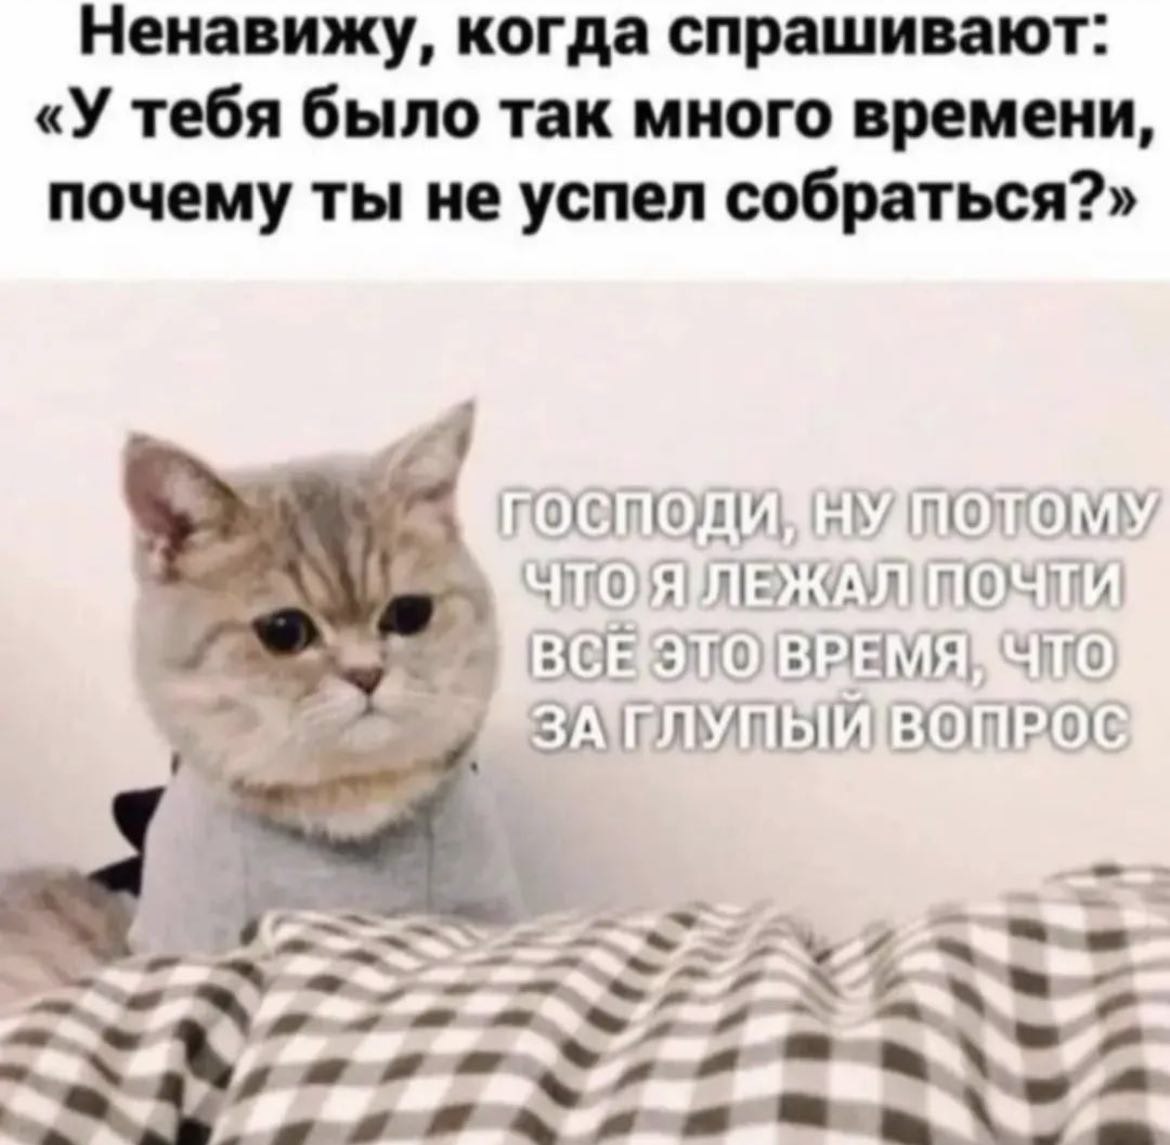 Ненавижу, когда спрашивают:
«У тебя было так много времени,
почему ты не успел собраться?»
ГОСПОДИ, НУ ПОТОМУ
ЧТО Я ЛЕЖАЛ ПОЧТИ
ВСЁ ЭТО ВРЕМЯ, ЧТО
ЗА ГЛУПЫЙ ВОПРОС